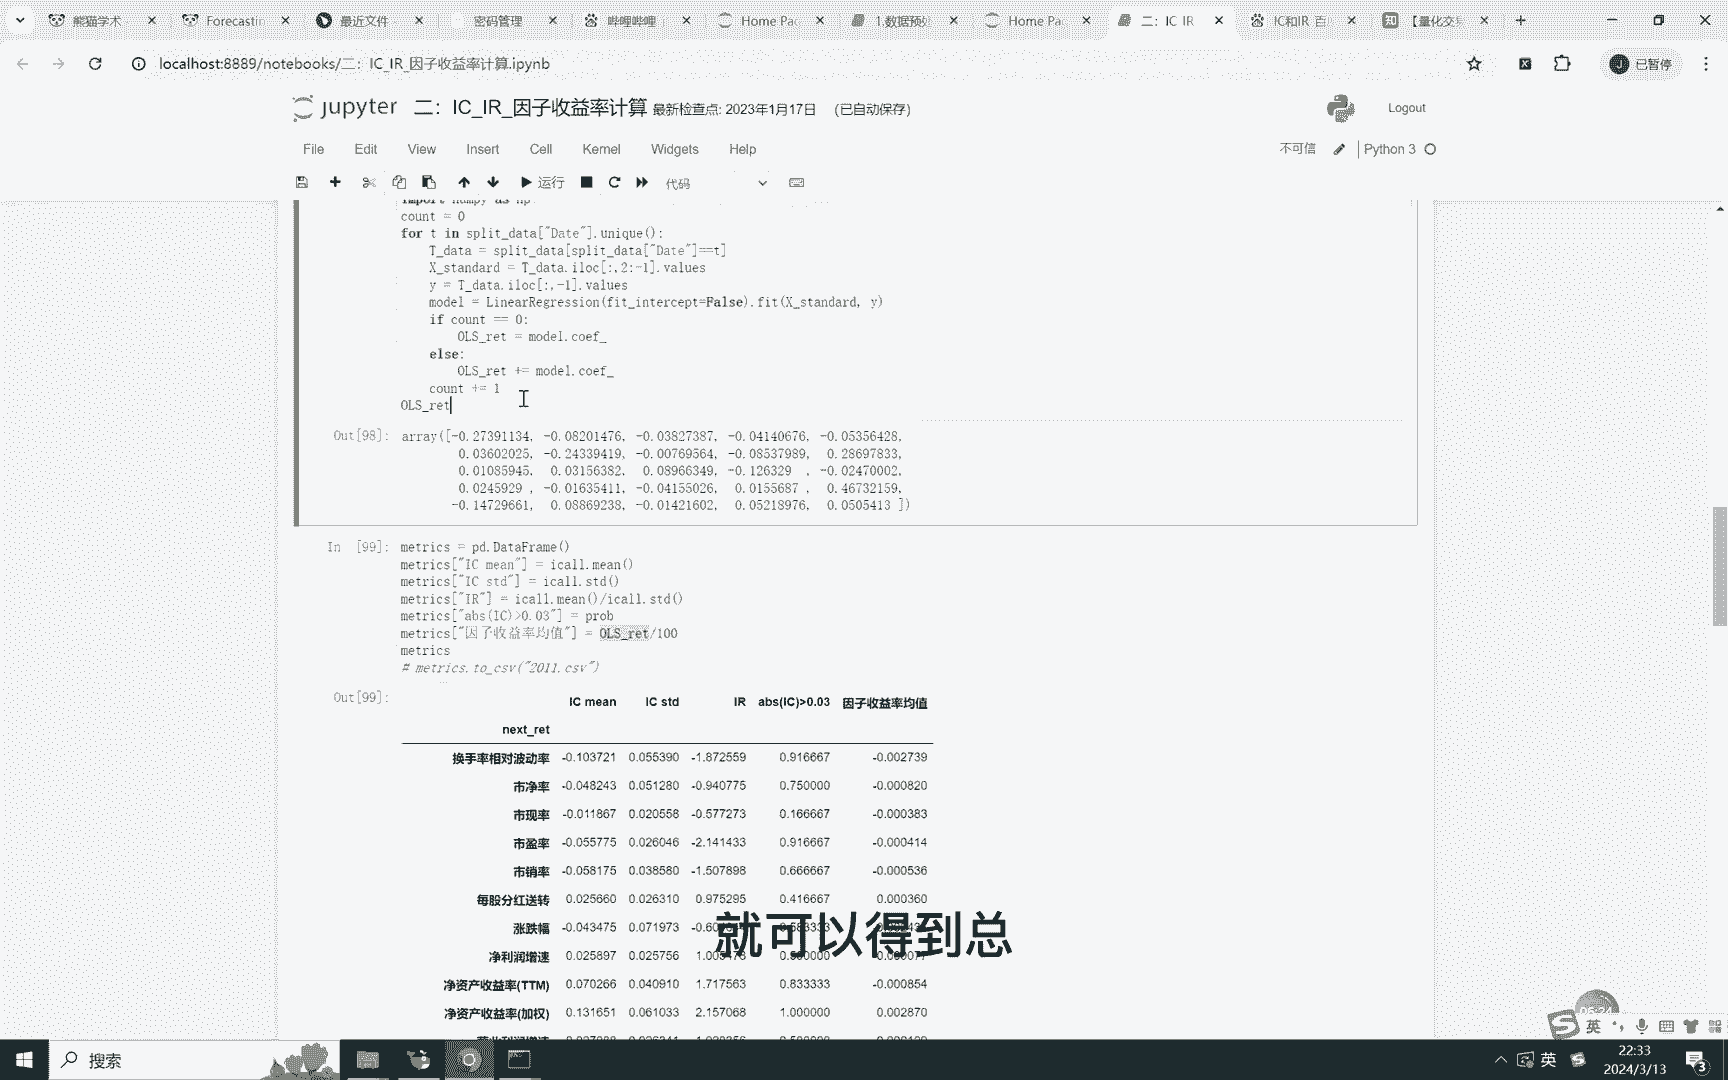 熊猫学术
Forecastin
最近文件
密码管理
哔哩哔哩
Home Pag
1.数据预处
Home Pa
二：IC IR
IC和IR 百
【量化交易
localhost:8889/notebooks/二：IC_IR_因子收益率计算.ipynb
已暂停
jupyter 二：IC_IR_因子收益率计算 最新检查点: 2023年1月17日 (已自动保存)
Logout
File Edit View Insert Cell Kernel Widgets Help
不可信 Python 3
运行 代码
import numpy as np
count = 0
for t in split_data["Date"].unique():
T_data = split_data[split_data["Date"]==t]
X_standard = T_data.iloc[:,2:-1].values
y = T_data.iloc[:,-1].values
model = LinearRegression(fit_intercept=False).fit(X_standard, y)
if count == 0:
OLS_ret = model.coef_
else:
OLS_ret += model.coef_
count += 1
OLS_ret
Out[98]: array([-0.27391134, -0.08201476, -0.03827387, -0.04140676, -0.05356428,
0.03602025, -0.24339419, -0.00769564, -0.08537989, 0.28697833,
0.01085945, 0.03156382, 0.08966349, -0.126329 , -0.02470002,
0.0245929 , -0.01635411, -0.04155026, 0.0155687 , 0.46732159,
-0.14729661, 0.08869238, -0.01421602, 0.05218976, 0.0505413 ])
In [99]: metrics = pd.DataFrame()
metrics["IC mean"] = icall.mean()
metrics["IC std"] = icall.std()
metrics["IR"] = icall.mean()/icall.std()
metrics["abs(IC)>0.03"] = prob
metrics["因子收益率均值"] = OLS_ret/100
metrics
# metrics.to_csv("2011.csv")
Out[99]:
IC mean IC std IR abs(IC)>0.03 因子收益率均值
next_ret
换手率相对波动率 -0.103721 0.055390 -1.872559 0.916667 -0.002739
市净率 -0.048243 0.051280 -0.940775 0.750000 -0.000820
市现率 -0.011867 0.020558 -0.577273 0.166667 -0.000383
市盈率 -0.055775 0.026046 -2.141433 0.916667 -0.000414
市销率 -0.058175 0.038580 -1.507898 0.666667 -0.000536
每股分红送转 0.025660 0.026310 0.975295 0.416667 0.000360
涨跌幅 -0.043475 0.071973
净利润增速 0.025897 0.025756
净资产收益率(TTM) 0.070266 0.040910 1.717563 0.833333 -0.000854
净资产收益率(加权) 0.131651 0.061033 2.157068 1.000000 0.002870
就可以得到总
搜索
英
英
22:33
2024/3/13
3